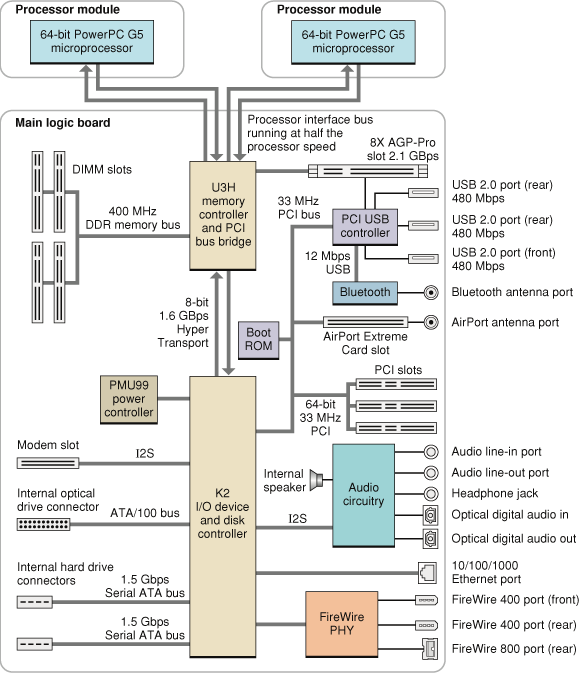 Processor module
64-bit PowerPC G5
microprocessor
Processor module
64-bit PowerPC G5
microprocessor
Main logic board
Processor interface bus
running at half the
processor speed
DIMM slots
400 MHz
DDR memory bus
U3H
memory
controller
and PCI
bus bridge
8X AGP-Pro
slot 2.1 GBps
33 MHz
PCI bus
PCI USB
controller
USB 2.0 port (rear)
480 Mbps
USB 2.0 port (rear)
480 Mbps
USB 2.0 port (front)
480 Mbps
12 Mbps
USB
Bluetooth
Bluetooth antenna port
8-bit
1.6 GBps
Hyper
Transport
Boot
ROM
AirPort Extreme
Card slot
AirPort antenna port
PCI slots
64-bit
33 MHz
PCI
PMU99
power
controller
Modem slot
I2S
Internal optical
drive connector
ATA/100 bus
K2
I/O device
and disk
controller
Internal
speaker
I2S
Audio
circuitry
Audio line-in port
Audio line-out port
Headphone jack
Optical digital audio in
Optical digital audio out
Internal hard drive
connectors
1.5 Gbps
Serial ATA bus
1.5 Gbps
Serial ATA bus
10/100/1000
Ethernet port
FireWire
PHY
FireWire 400 port (front)
FireWire 400 port (rear)
FireWire 800 port (rear)